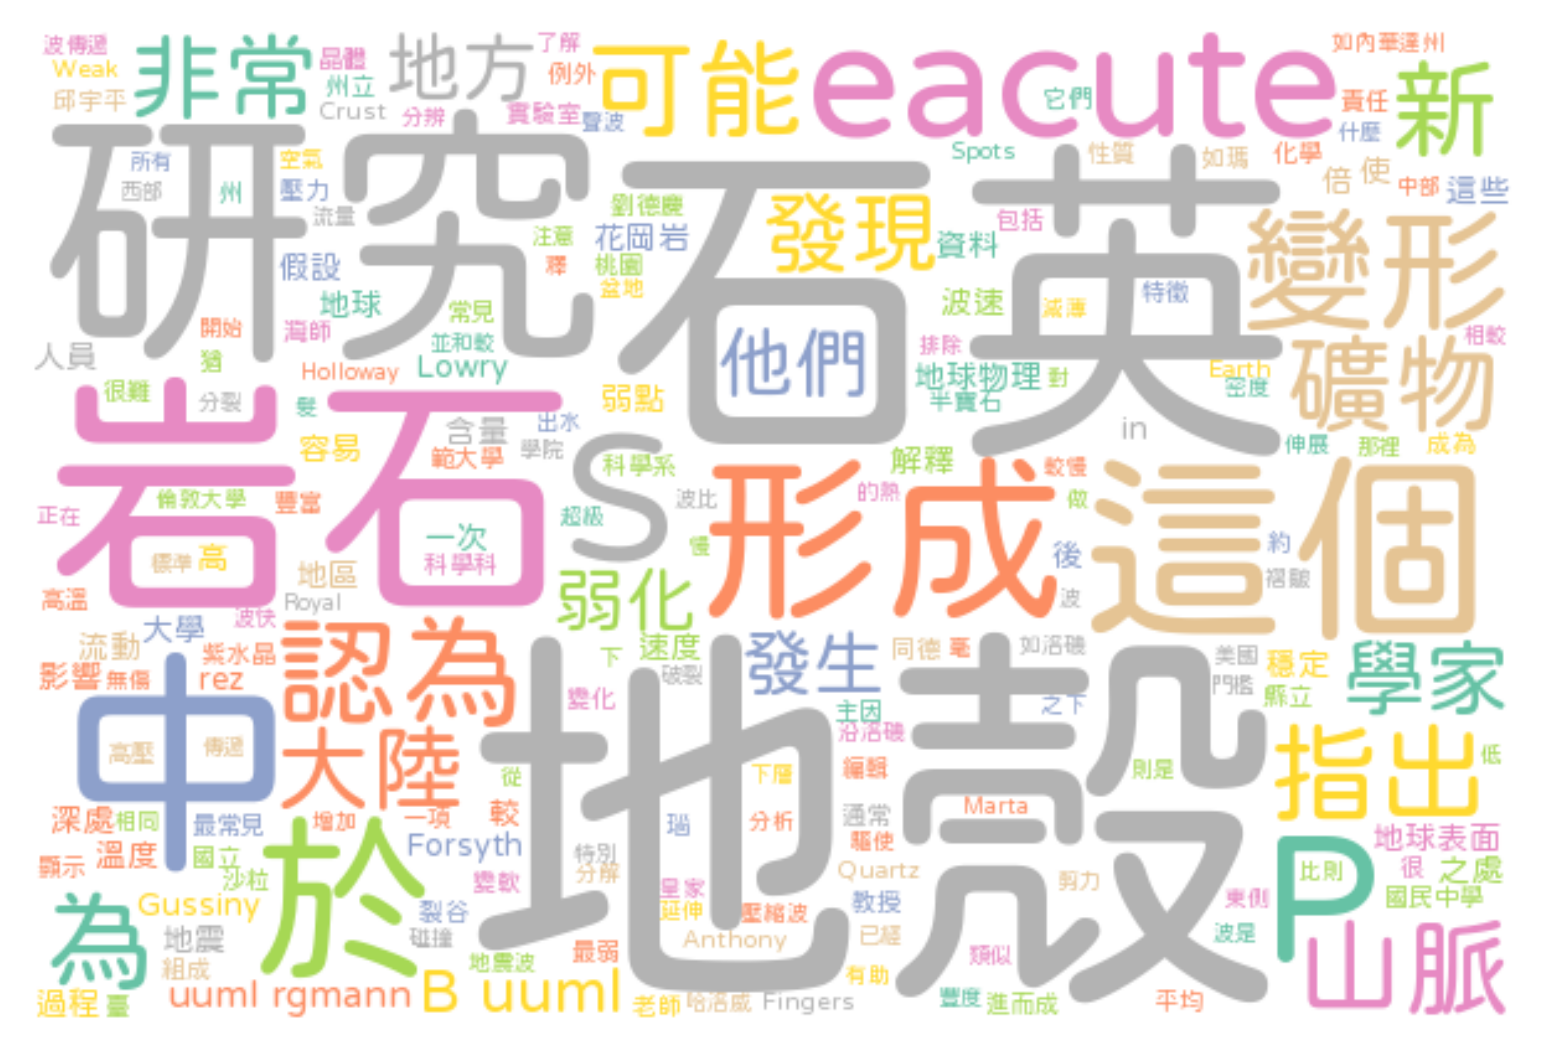 波傳遞
非常
晶體
地方
了解
可能
eacute
如內華達州
Weak
州立
例外
它們
責任
新
邱宇平
Crust
分辨
實驗室
聲波
什麼
研究
石英
所有
空氣
Spots
性質
如瑪
化學
西部
州
壓力
劉德慶
發現
倍
使
中部
這些
流量
包括
變形
注意
花岡岩
資料
假設
釋
桃園
盆地
地球
常見
波速
減薄
特徵
開始
灣師
並和較
他們
排除
相較
人員
猶
Holloway
Lowry
地球物理
對
Earth
密度
礦物
很難
分裂
髮
弱點
半寶石
岩石
含量
出水
in
容易
範大學
學院
S
科學系
解釋
較慢
伸展
那裡
成為
倫敦大學
豐富
波比
形成
的熱
做
這個
正在
一次
超級
標準
高
科學科
慢
後
約
地區
弱化
褶皺
高溫
Royal
波快
波
大學
認為
流動
紫水晶
下
速度
發生
同德
毫
如洛磯
美國
穩定
學家
影響
無傷
rez
破裂
門檻
中
變化
地殼
主因
之下
縣立
大陸
沿洛磯
指出
高壓
傳遞
從
下層
編輯
則是
低
深處
相同
最常見
增加
一項
較
瑙
分析
通常
Marta
地球表面
溫度
於
Forsyth
特別
驅使
P
顯示
國立
沙粒
變軟
分解
Quartz
剪力
比則
很
之處
為
Gussiny
裂谷
皇家
延伸
壓縮波
教授
東側
國民中學
地震
碰撞
Anthony
已經
波是
山脈
組成
地震波
最弱
類似
過程
臺
uuml rgmann
B uuml
老師
哈洛威
Fingers
有助
豐度
進而成
平均